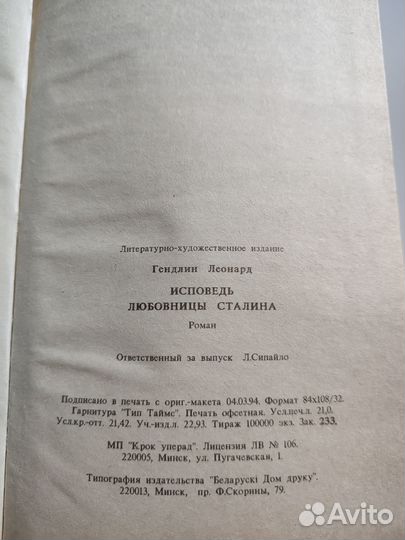 Литературно-художественное издание
Гендлин Леонард
ИСПОВЕДЬ
ЛЮБОВНИЦЫ СТАЛИНА
Роман
Ответственный за выпуск Л.Сипайло
Подписано в печать с ориг.-макета 04.03.94. Формат 84x108/32.
Гарнитура "Тип Таймс". Печать офсетная. Усл.печ.л. 21,0.
Усл.кр.-отт. 21,42. Уч.-изд.л. 22,93. Тираж 100000 экз. Зак. 233.
МП "Крок уперад". Лицензия ЛВ № 106.
220005, Минск, ул. Пугачевская, 1.
Типография издательства "Беларускі Дом друку".
220013, Минск, пр. Ф.Скорины, 79.
Avito